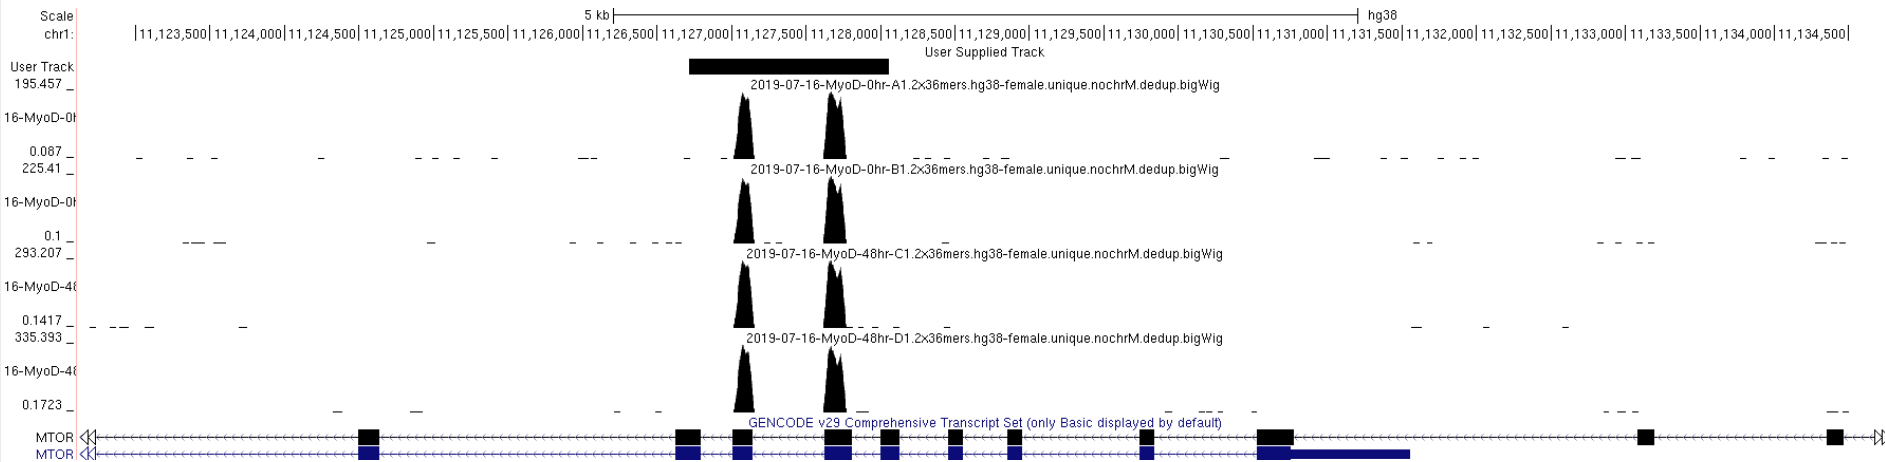 Scale 5 kb hg38
chr1: 11,123,500 11,124,000 11,124,500 11,125,000 11,125,500 11,126,000 11,126,500 11,127,000 11,127,500 11,128,000 11,128,500 11,129,000 11,129,500 11,130,000 11,130,500 11,131,000 11,131,500 11,132,000 11,132,500 11,133,000 11,133,500 11,134,000 11,134,500
User Supplied Track
User Track
195.457 _ 2019-07-16-MyoD-0hr-A1.2x36mers.hg38-female.unique.nochrM.dedup.bigWig
16-MyoD-0h
0.087 _
225.41 _ 2019-07-16-MyoD-0hr-B1.2x36mers.hg38-female.unique.nochrM.dedup.bigWig
16-MyoD-0h
0.1 _
293.207 _ 2019-07-16-MyoD-48hr-C1.2x36mers.hg38-female.unique.nochrM.dedup.bigWig
16-MyoD-48
0.1417 _
335.393 _ 2019-07-16-MyoD-48hr-D1.2x36mers.hg38-female.unique.nochrM.dedup.bigWig
16-MyoD-48
0.1723 _
GENCODE v29 Comprehensive Transcript Set (only Basic displayed by default)
MTOR
MTOR